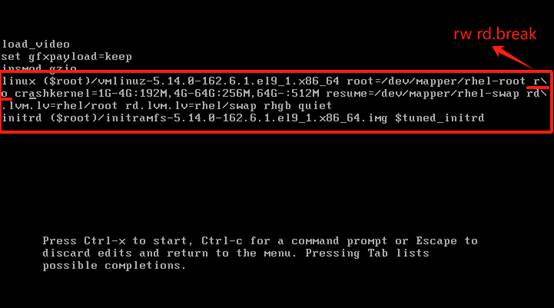 rw rd.break
load_video
set gfxpayload=keep
insmod gzio
linux ($root)/vmlinuz-5.14.0-162.6.1.el9_1.x86_64 root=/dev/mapper/rhel-root r\
o crashkernel=1G-4G:192M,4G-64G:256M,64G-:512M resume=/dev/mapper/rhel-swap rd\
.lvm.lv=rhel/root rd.lvm.lv=rhel/swap rhgb quiet
initrd ($root)/initramfs-5.14.0-162.6.1.el9_1.x86_64.img $tuned_initrd
Press Ctrl-x to start, Ctrl-c for a command prompt or Escape to
discard edits and return to the menu. Pressing Tab lists
possible completions.